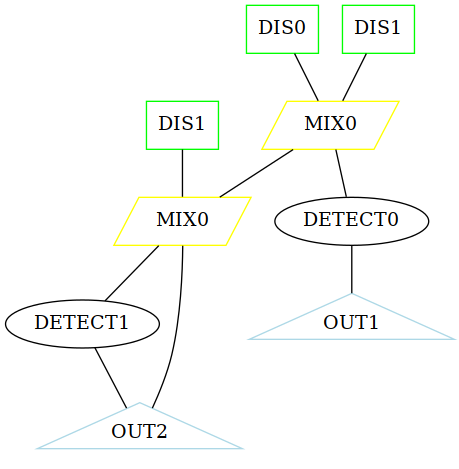 DIS0
DIS1
DIS1
MIX0
MIX0
DETECT0
DETECT1
OUT1
OUT2